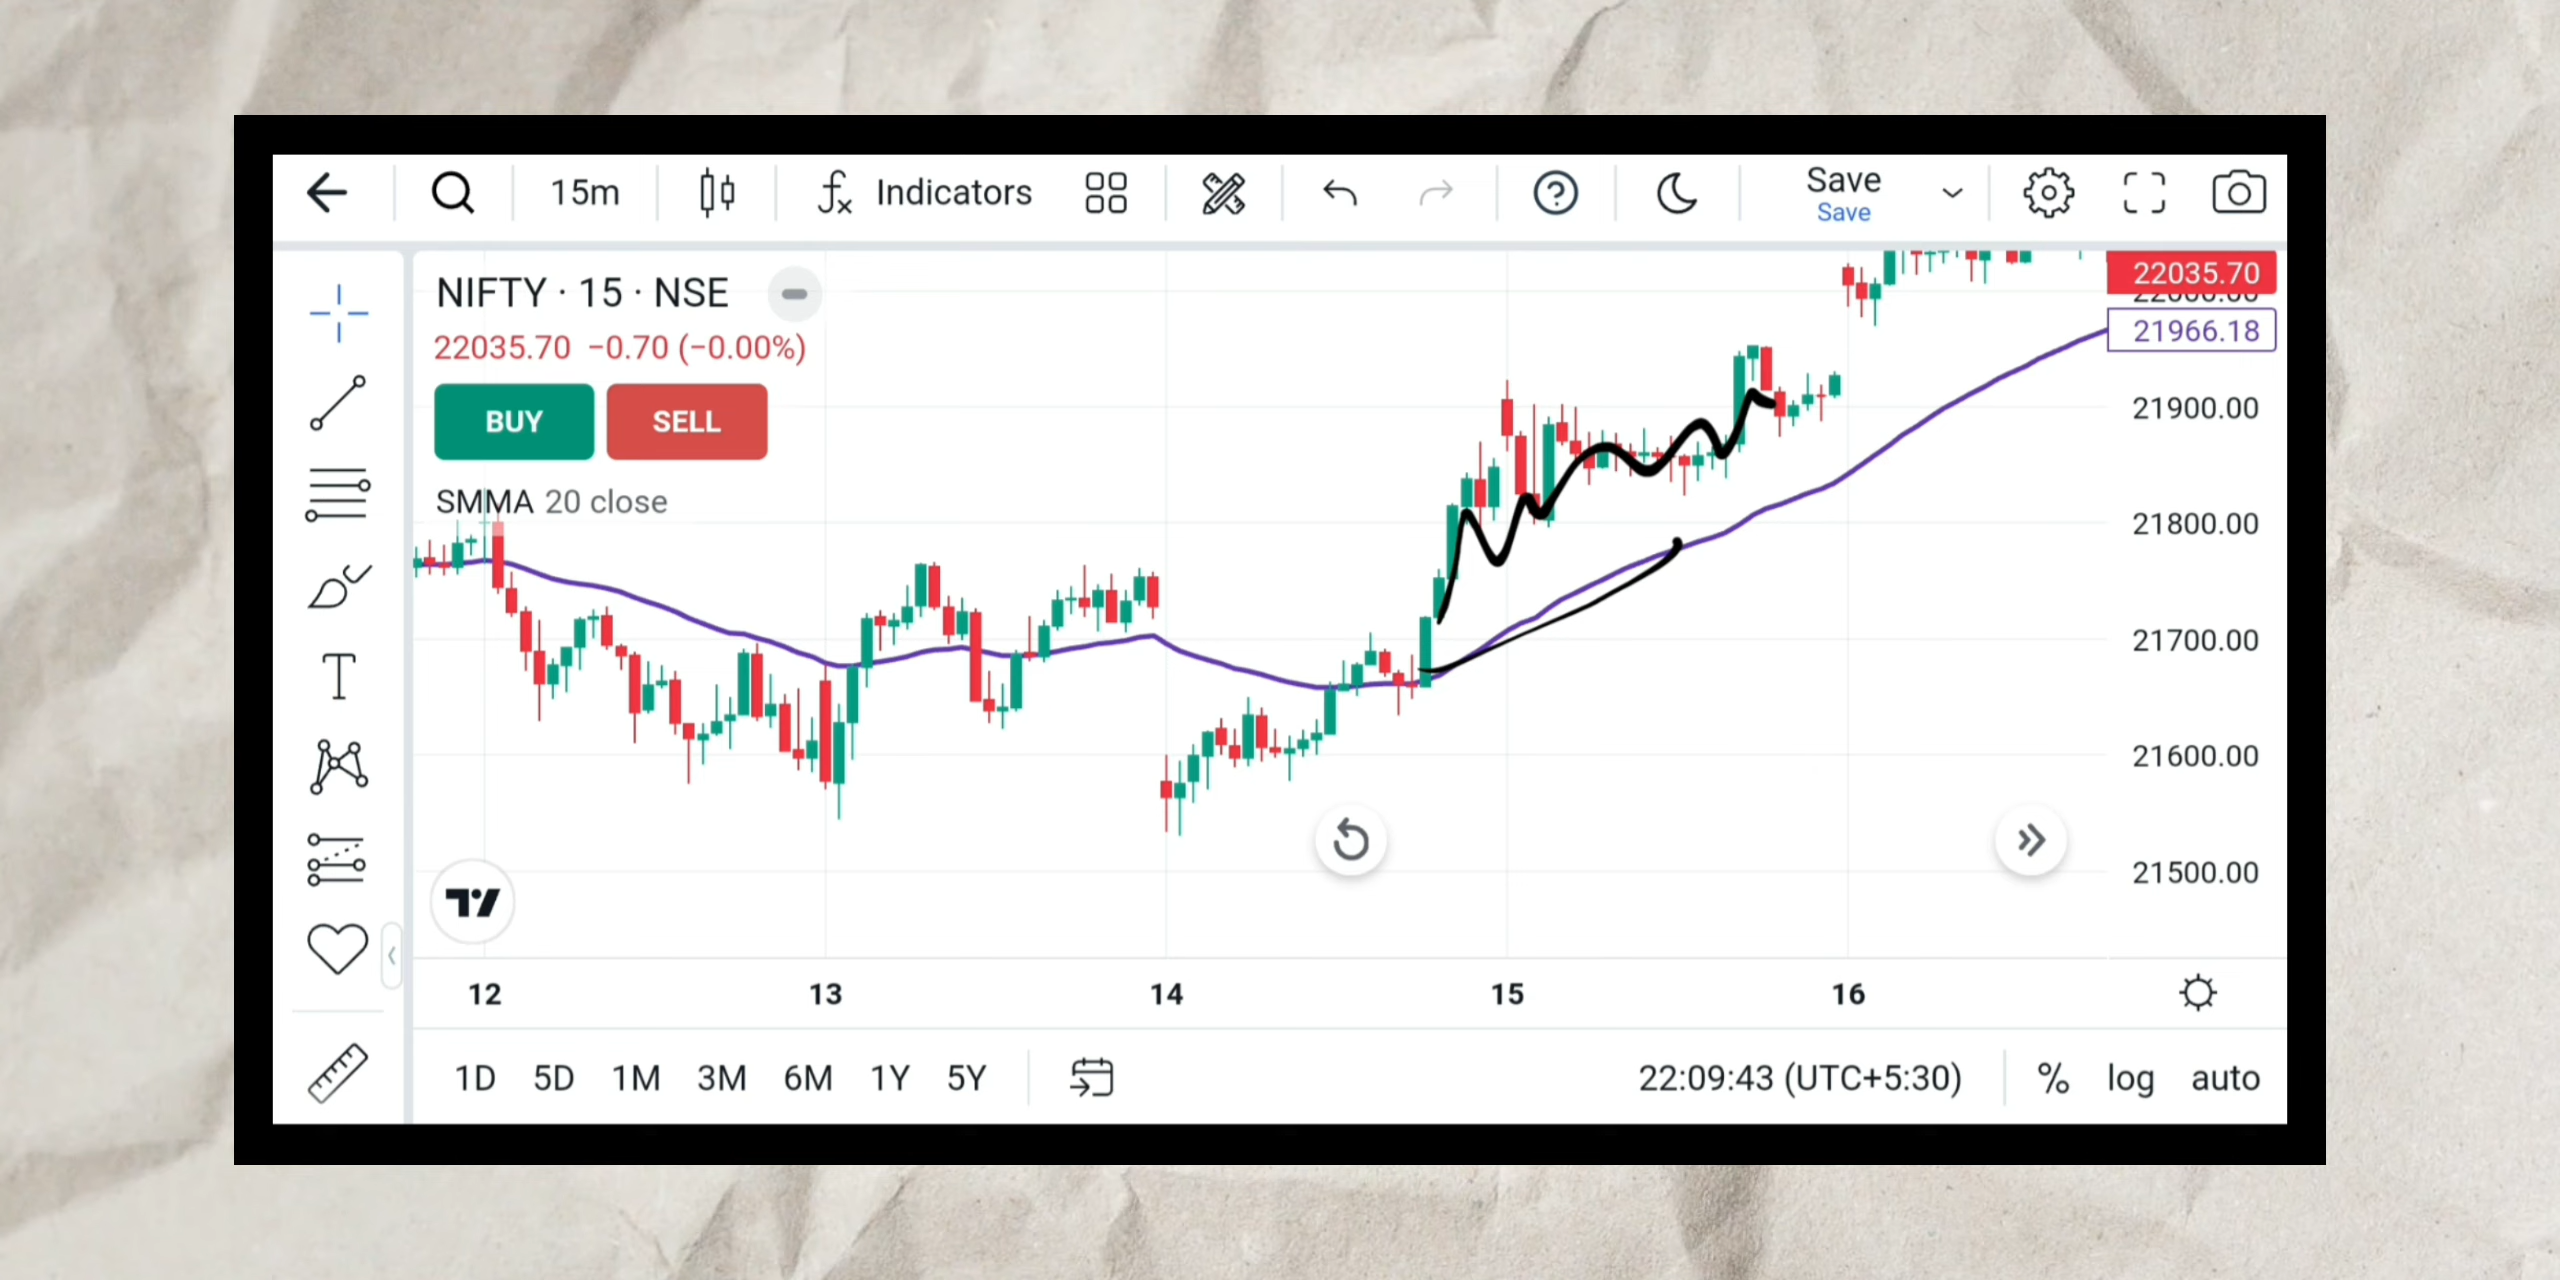 15m
Indicators
Save
Save
NIFTY · 15 · NSE
22035.70 −0.70 (−0.00%)
BUY
SELL
SMMA 20 close
22035.70
22000.00
21966.18
21900.00
21800.00
21700.00
21600.00
21500.00
12
13
14
15
16
1D 5D 1M 3M 6M 1Y 5Y
22:09:43 (UTC+5:30)
% log auto